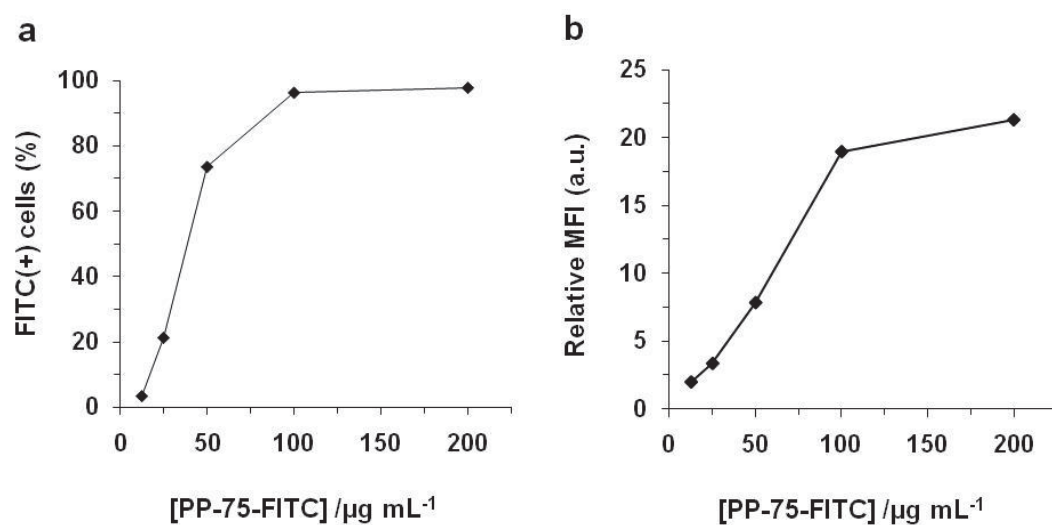 a
FITC(+) cells (%)
100
80
60
40
20
0
0 50 100 150 200
[PP-75-FITC] /µg mL⁻¹
b
Relative MFI (a.u.)
25
20
15
10
5
0
0 50 100 150 200
[PP-75-FITC] /µg mL⁻¹